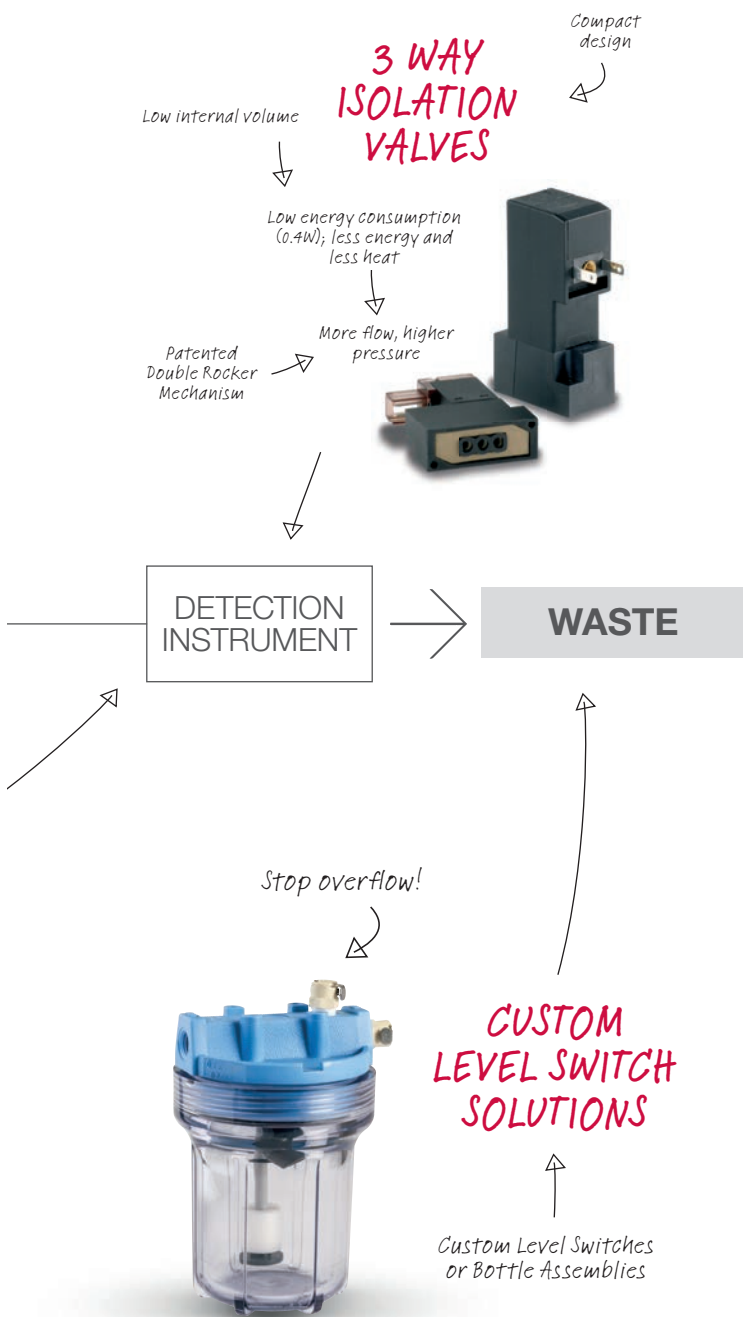 Compact
design
3 WAY
ISOLATION
VALVES
Low internal volume
Low energy consumption
(0.4W); less energy and
less heat
More flow, higher
pressure
Patented
Double Rocker
Mechanism
DETECTION
INSTRUMENT
WASTE
Stop overflow!
CUSTOM
LEVEL SWITCH
SOLUTIONS
Custom Level Switches
or Bottle Assemblies